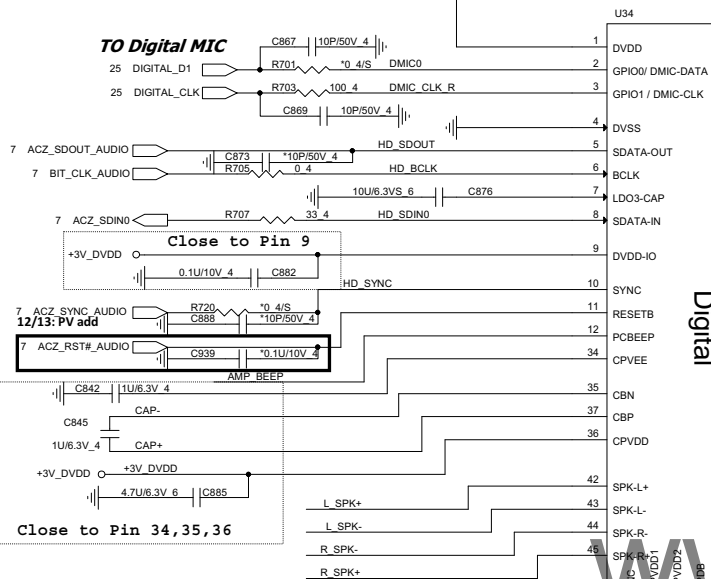 U34
TO Digital MIC
C867 10P/50V_4
1 DVDD
25 DIGITAL_D1 R701 *0_4/S DMIC0 2 GPIO0/ DMIC-DATA
25 DIGITAL_CLK R703 100_4 DMIC_CLK_R 3 GPIO1 / DMIC-CLK
C869 10P/50V_4
4 DVSS
7 ACZ_SDOUT_AUDIO HD_SDOUT 5 SDATA-OUT
C873 *10P/50V_4
7 BIT_CLK_AUDIO R705 0_4 HD_BCLK 6 BCLK
10U/6.3VS_6 C876 7 LDO3-CAP
7 ACZ_SDIN0 R707 33_4 HD_SDIN0 8 SDATA-IN
Close to Pin 9
+3V_DVDD 9 DVDD-IO
0.1U/10V_4 C882
HD_SYNC 10 SYNC
7 ACZ_SYNC_AUDIO R720 *0_4/S 11 RESETB
12/13: PV add C888 *10P/50V_4
12 PCBEEP
7 ACZ_RST#_AUDIO
C939 *0.1U/10V_4 34 CPVEE
AMP_BEEP
C842 1U/6.3V_4 35 CBN
CAP- 37 CBP
C845
1U/6.3V_4 CAP+ 36 CPVDD
+3V_DVDD +3V_DVDD
4.7U/6.3V_6 C885 42 SPK-L+
L_SPK+ 43 SPK-L-
Close to Pin 34,35,36
L_SPK- 44 SPK-R-
R_SPK- 45 SPK-R+
R_SPK+
Digital